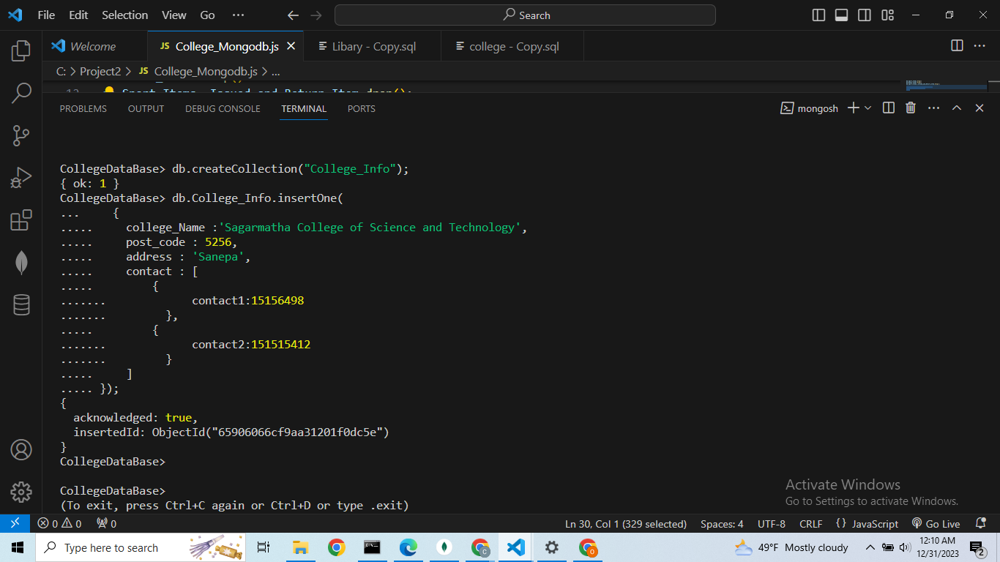 File Edit Selection View Go ... Search
Welcome JS College_Mongodb.js Libary - Copy.sql college - Copy.sql
C: > Project2 > JS College_Mongodb.js > ...
PROBLEMS OUTPUT DEBUG CONSOLE TERMINAL PORTS mongosh
CollegeDataBase> db.createCollection("College_Info");
{ ok: 1 }
CollegeDataBase> db.College_Info.insertOne(
... {
..... college_Name :'Sagarmatha College of Science and Technology',
..... post_code : 5256,
..... address : 'Sanepa',
..... contact : [
..... {
....... contact1:15156498
....... },
..... {
....... contact2:151515412
....... }
..... ]
..... });
{
acknowledged: true,
insertedId: ObjectId("65906066cf9aa31201f0dc5e")
}
CollegeDataBase>
CollegeDataBase>
(To exit, press Ctrl+C again or Ctrl+D or type .exit)
Activate Windows
Go to Settings to activate Windows.
0 0 0 Ln 30, Col 1 (329 selected) Spaces: 4 UTF-8 CRLF {} JavaScript Go Live
Type here to search 49°F Mostly cloudy 12:10 AM
12/31/2023 2